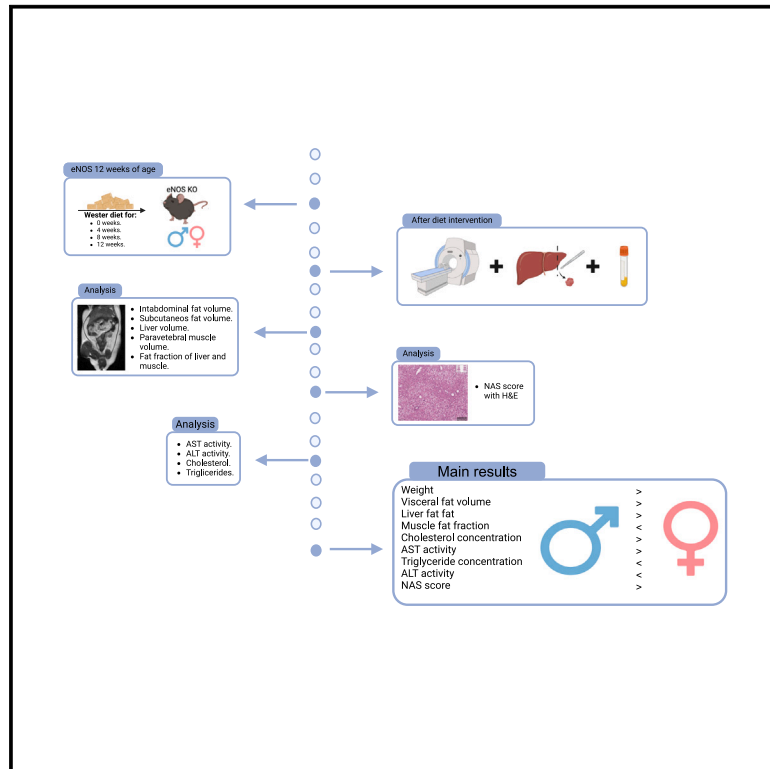 eNOS 12 weeks of age
eNOS KO
Wester diet for:
• 0 weeks.
• 4 weeks.
• 8 weeks.
• 12 weeks.
After diet intervention
+ +
Analysis
• Intabdominal fat volume.
• Subcutaneos fat volume.
• Liver volume.
• Paravetebral muscle
volume.
• Fat fraction of liver and
muscle.
Analysis
• NAS score
with H&E
Analysis
• AST activity.
• ALT activity.
• Cholesterol.
• Triglicerides.
Main results
Weight >
Visceral fat volume >
Liver fat fat >
Muscle fat fraction <
Cholesterol concentration >
AST activity >
Triglyceride concentration <
ALT activity <
NAS score >